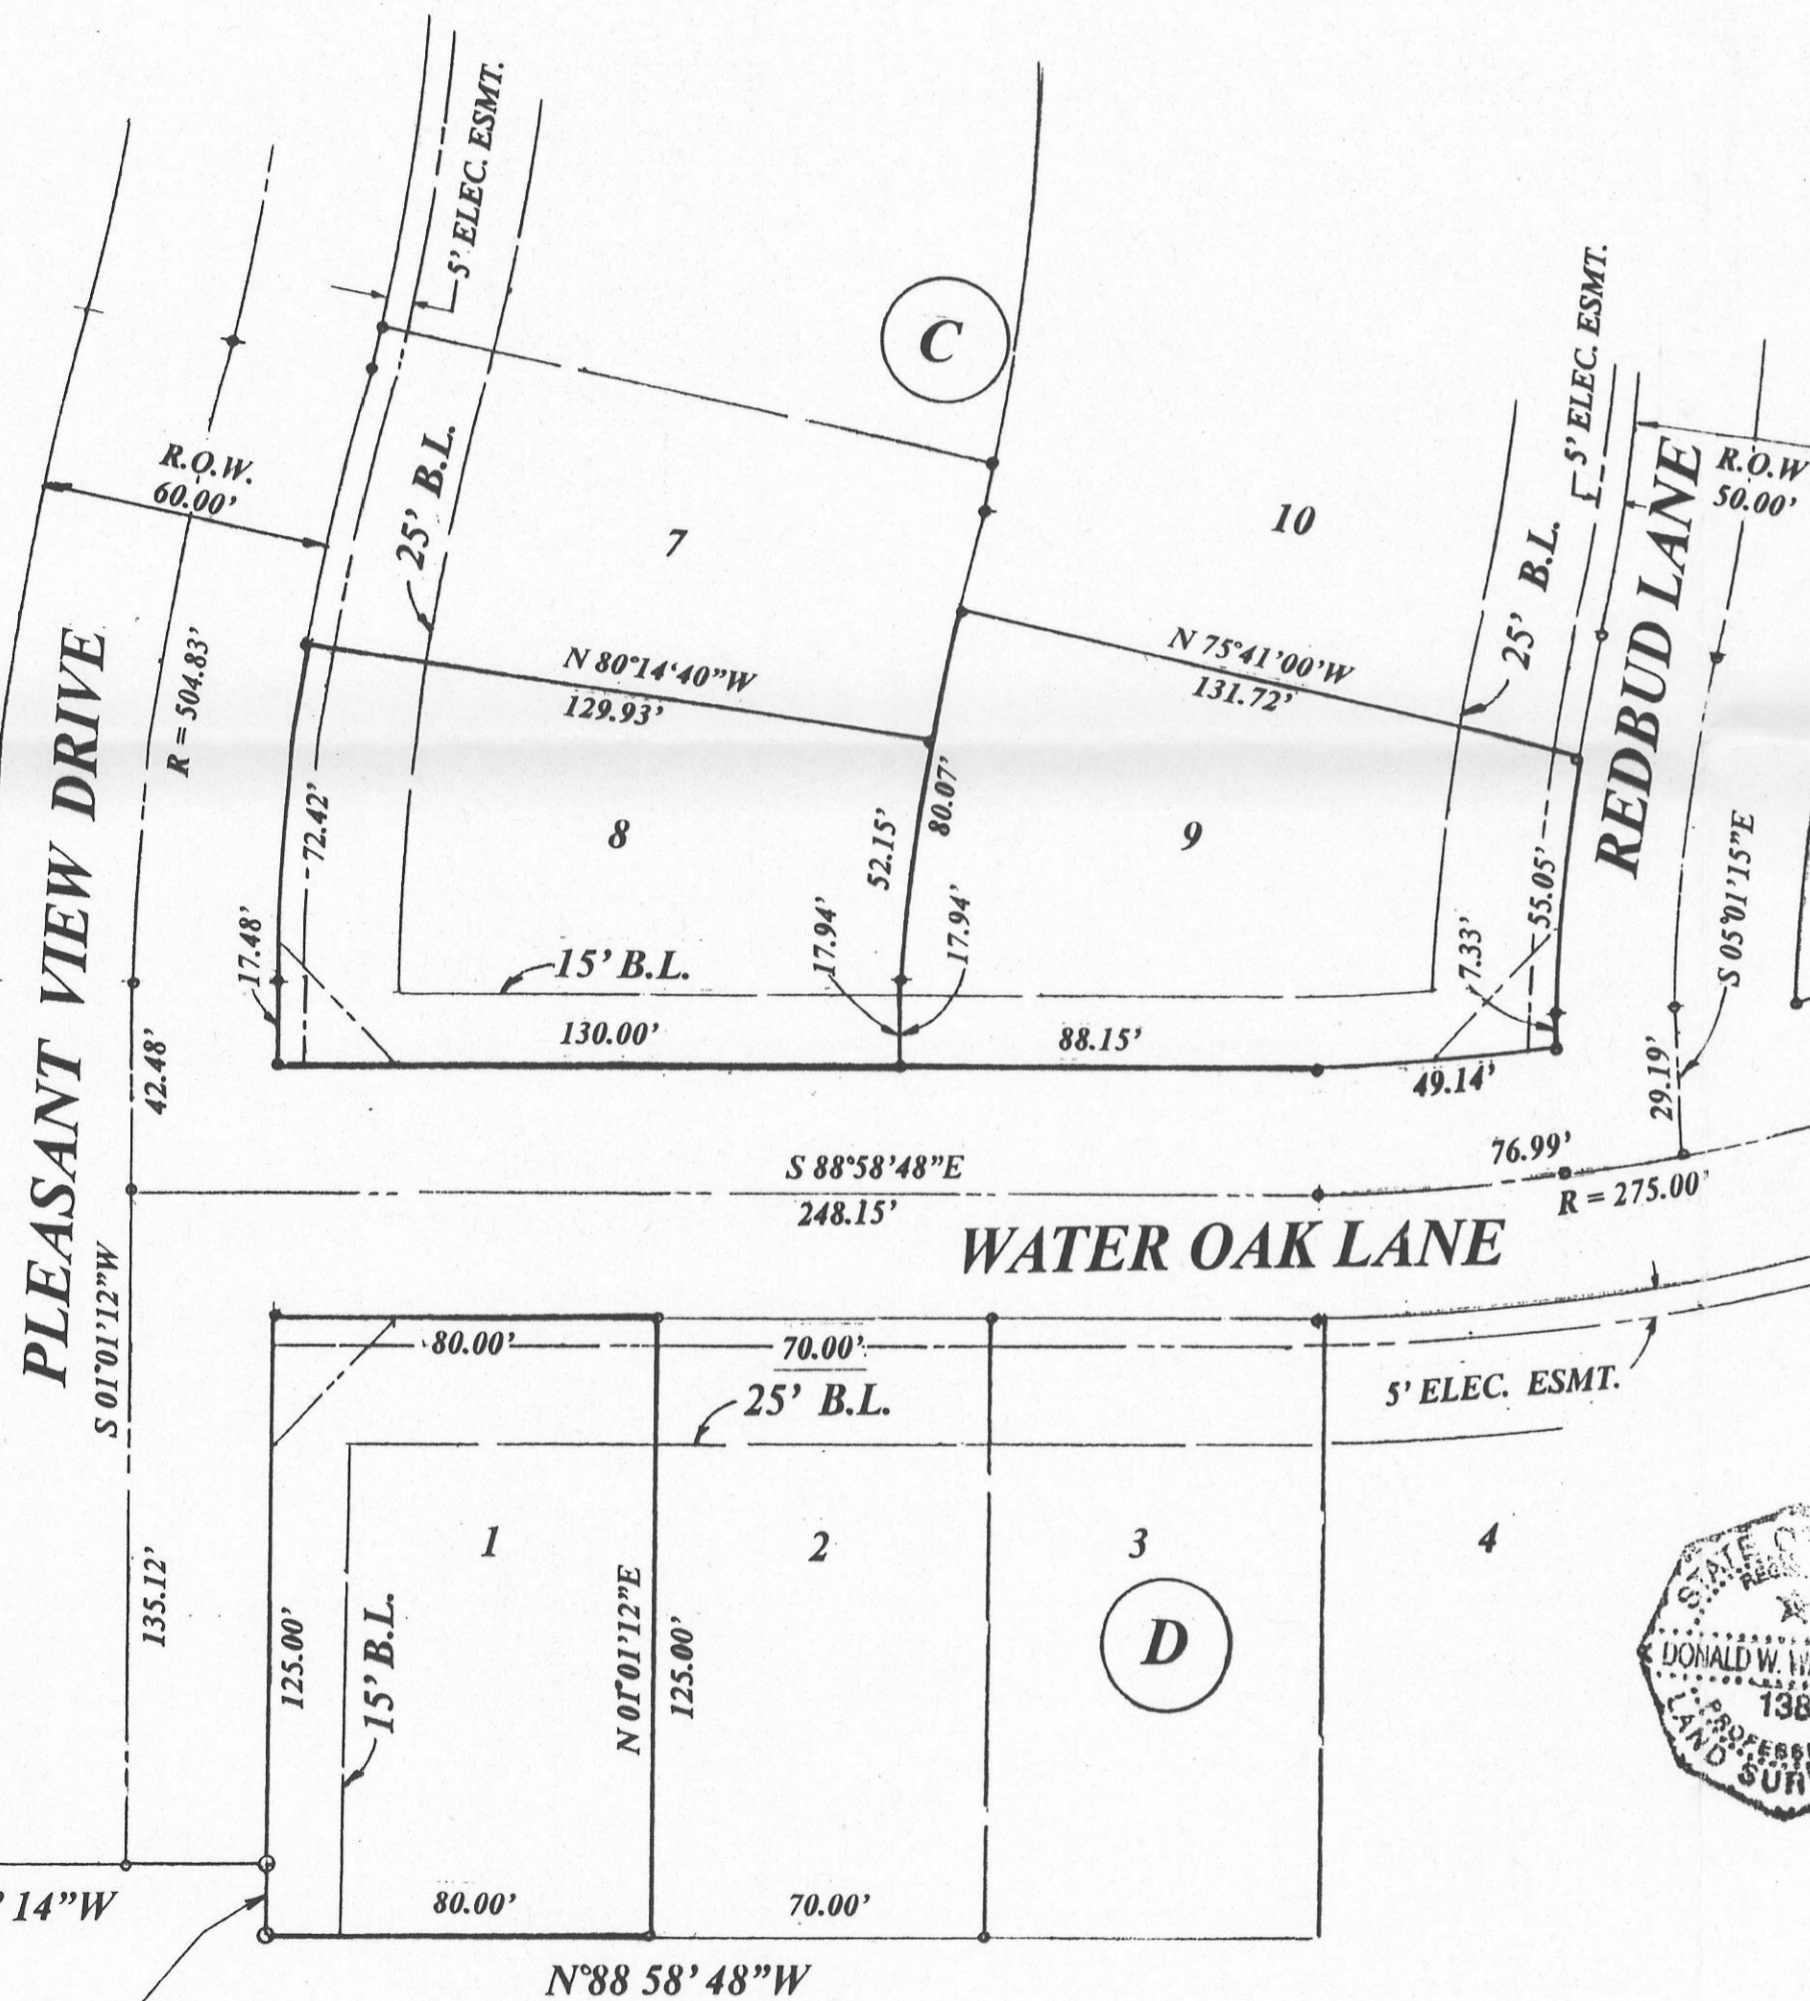 5' ELEC. ESMT.
C
5' ELEC. ESMT.
R.O.W.
60.00'
25' B.L.
7
10
25' B.L.
REDBUD LANE
R.O.W
50.00'
R = 504.83'
N 80°14'40"W
129.93'
N 75°41'00'W
131.72'
PLEASANT VIEW DRIVE
72.42'
8
52.15'
80.07'
9
55.05'
S 05°01'15"E
17.48'
15' B.L.
17.94'
17.94'
7.33'
130.00'
88.15'
49.14'
42.48'
29.19'
S 88°58'48"E
248.15'
76.99'
R = 275.00'
WATER OAK LANE
S 01°01'12"W
80.00'
70.00'
25' B.L.
5' ELEC. ESMT.
1
2
3
4
D
135.12'
125.00'
15' B.L.
N 01°01'12"E
125.00'
STATE
DONALD W.
138
LAND
' 14"W
80.00'
70.00'
N°88 58' 48"W